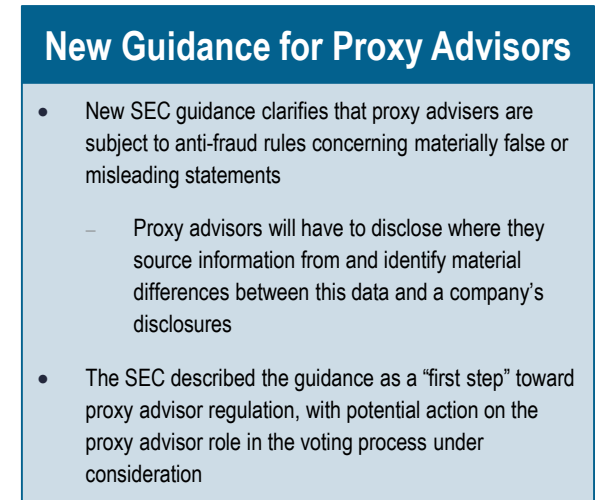 New Guidance for Proxy Advisors
• New SEC guidance clarifies that proxy advisers are
subject to anti-fraud rules concerning materially false or
misleading statements
– Proxy advisors will have to disclose where they
source information from and identify material
differences between this data and a company's
disclosures
• The SEC described the guidance as a “first step” toward
proxy advisor regulation, with potential action on the
proxy advisor role in the voting process under
consideration